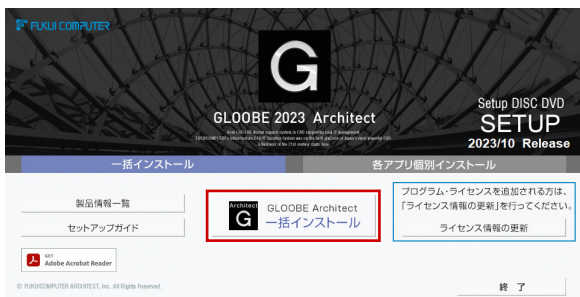 FUKUI COMPUTER
G
GLOOBE 2023 Architect
Setup DISC DVD
SETUP
2023/10 Release
一括インストール
各アプリ個別インストール
製品情報一覧
セットアップガイド
Architect
G
GLOOBE Architect
一括インストール
プログラム・ライセンスを追加される方は、
「ライセンス情報の更新」を行ってください。
ライセンス情報の更新
GET
Adobe Acrobat Reader
© FUKUICOMPUTER ARCHITECT, Inc. All Rights Reserved.
終 了